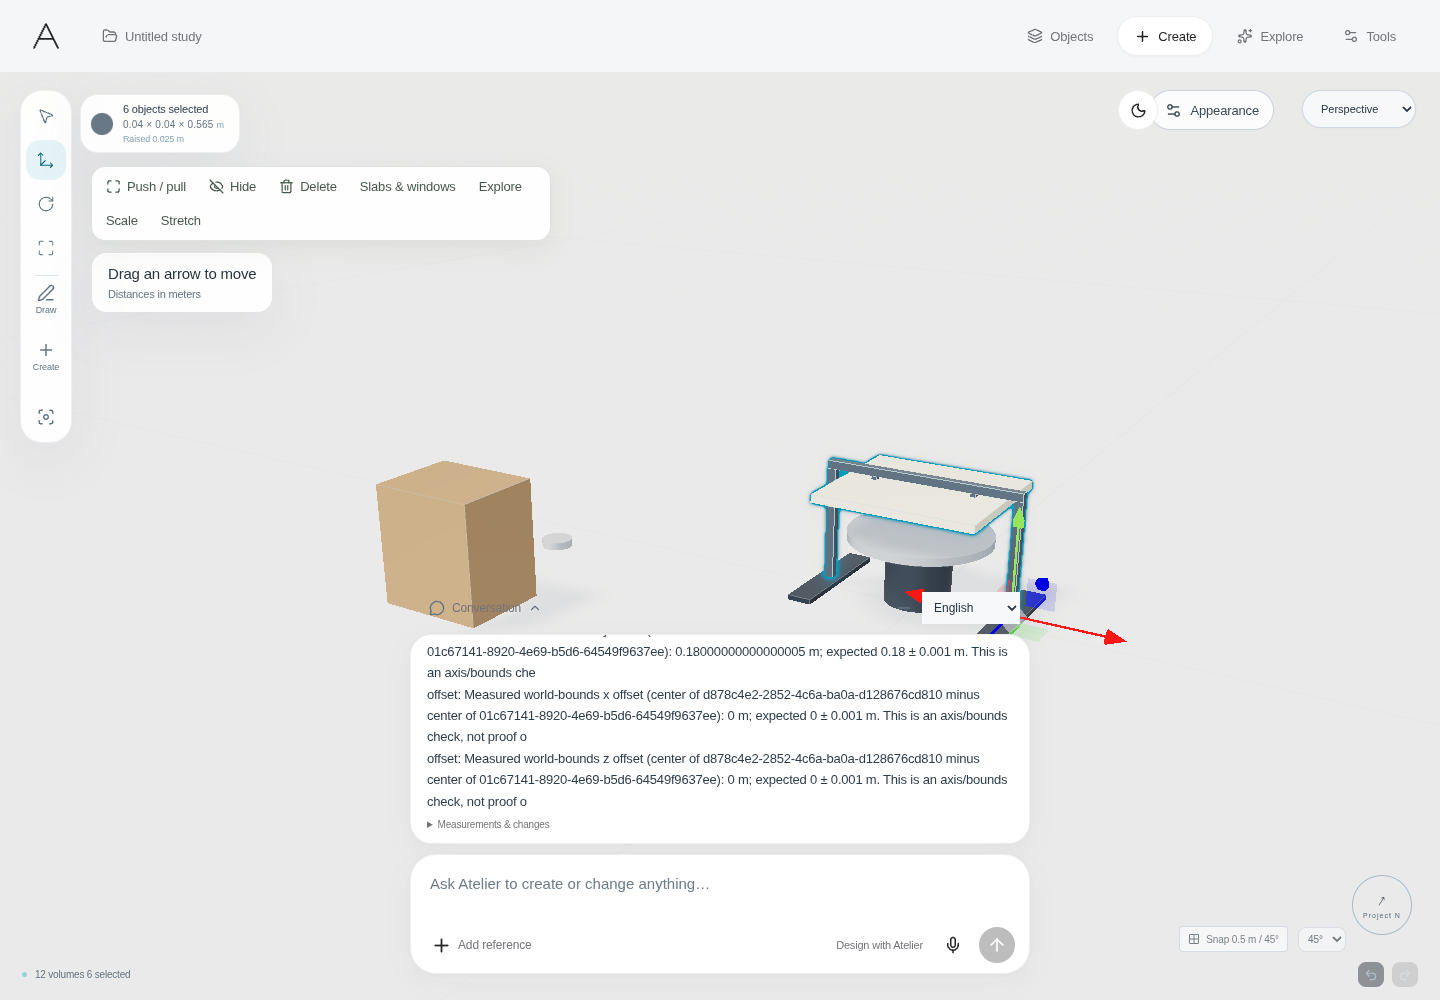 Untitled study
Objects
Create
Explore
Tools
6 objects selected
0.04 × 0.04 × 0.565 m
Raised 0.025 m
Appearance
Perspective
Push / pull
Hide
Delete
Slabs & windows
Explore
Scale
Stretch
Drag an arrow to move
Distances in meters
Draw
Create
Conversation
English
01c67141-8920-4e69-b5d6-64549f9637ee): 0.18000000000000005 m; expected 0.18 ± 0.001 m. This is
an axis/bounds che
offset: Measured world-bounds x offset (center of d878c4e2-2852-4c6a-ba0a-d128676cd810 minus
center of 01c67141-8920-4e69-b5d6-64549f9637ee): 0 m; expected 0 ± 0.001 m. This is an axis/bounds
check, not proof o
offset: Measured world-bounds z offset (center of d878c4e2-2852-4c6a-ba0a-d128676cd810 minus
center of 01c67141-8920-4e69-b5d6-64549f9637ee): 0 m; expected 0 ± 0.001 m. This is an axis/bounds
check, not proof o
Measurements & changes
Ask Atelier to create or change anything…
Add reference
Design with Atelier
Project N
Snap 0.5 m / 45°
45°
12 volumes 6 selected